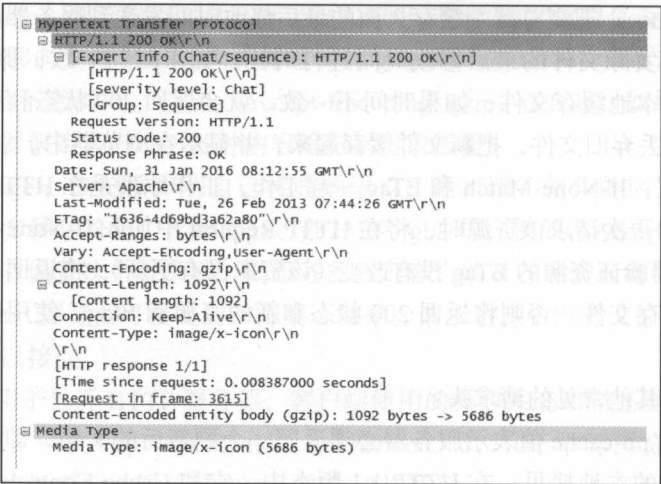 Hypertext Transfer Protocol
HTTP/1.1 200 OK\r\n
[Expert Info (Chat/Sequence): HTTP/1.1 200 OK\r\n]
[HTTP/1.1 200 OK\r\n]
[Severity level: Chat]
[Group: Sequence]
Request Version: HTTP/1.1
Status Code: 200
Response Phrase: OK
Date: Sun, 31 Jan 2016 08:12:55 GMT\r\n
Server: Apache\r\n
Last-Modified: Tue, 26 Feb 2013 07:44:26 GMT\r\n
ETag: "1636-4d69bd3a62a80"\r\n
Accept-Ranges: bytes\r\n
Vary: Accept-Encoding,User-Agent\r\n
Content-Encoding: gzip\r\n
Content-Length: 1092\r\n
[Content length: 1092]
Connection: Keep-Alive\r\n
Content-Type: image/x-icon\r\n
\r\n
[HTTP response 1/1]
[Time since request: 0.008387000 seconds]
[Request in frame: 3615]
Content-encoded entity body (gzip): 1092 bytes -> 5686 bytes
Media Type
Media Type: image/x-icon (5686 bytes)